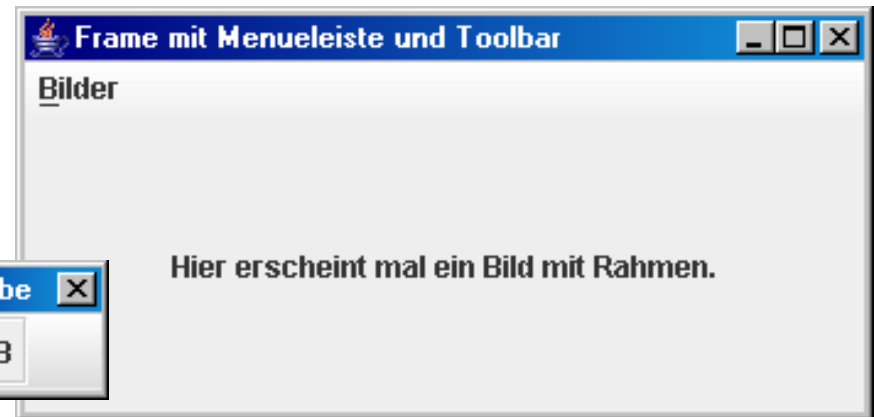 Frame mit Menueleiste und Toolbar
Bilder
Hier erscheint mal ein Bild mit Rahmen.
be